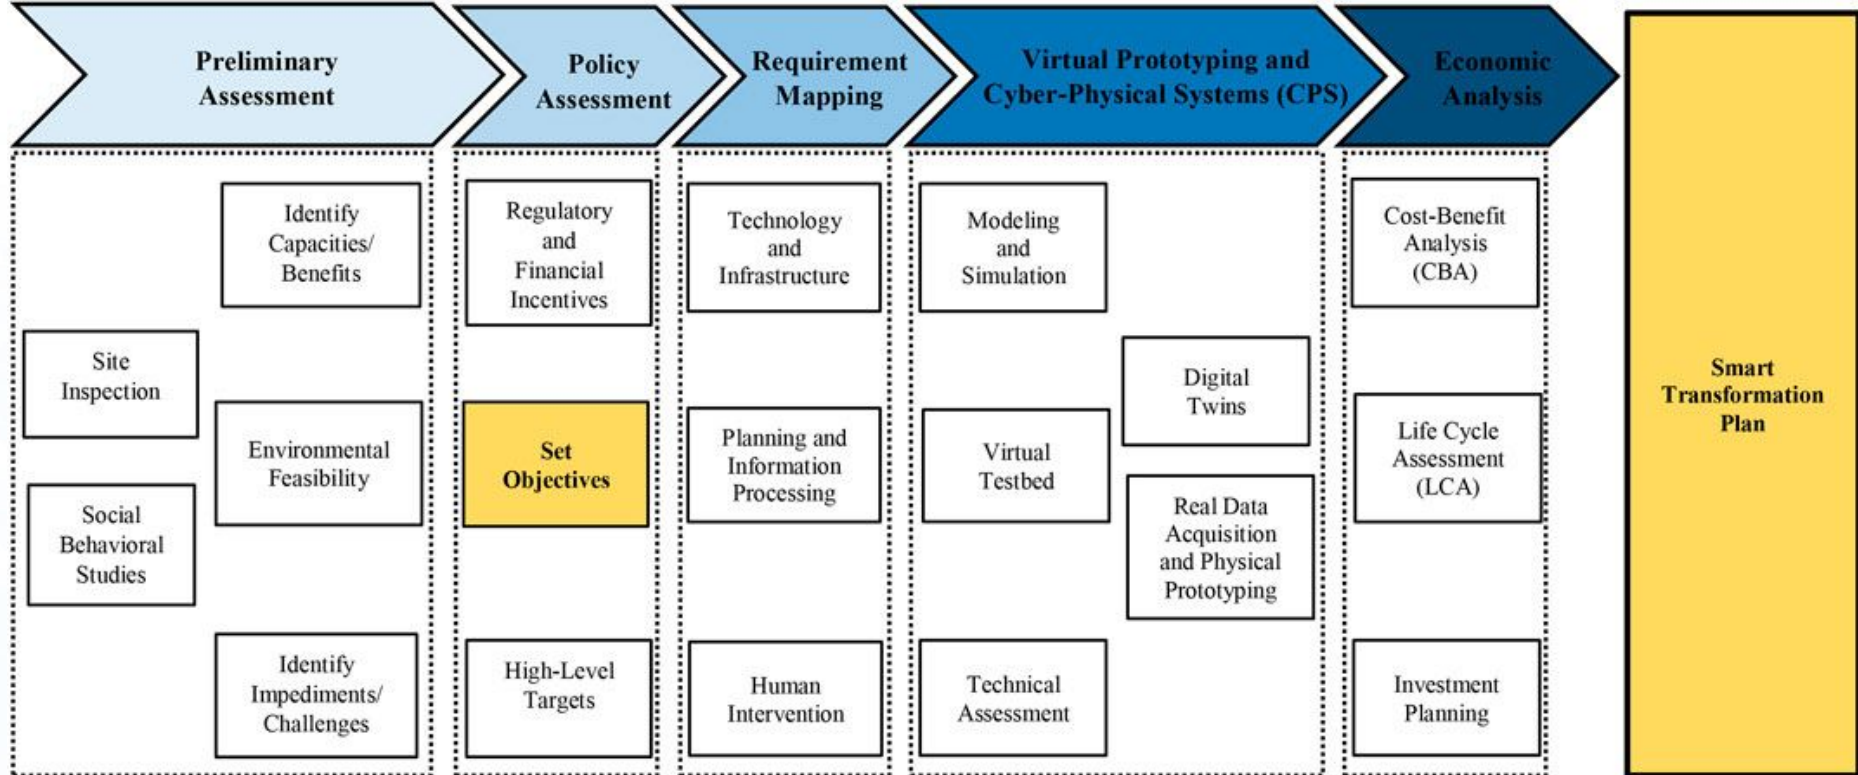 Preliminary
Assessment
Policy
Assessment
Requirement
Mapping
Virtual Prototyping and
Cyber-Physical Systems (CPS)
Economic
Analysis
Site
Inspection
Social
Behavioral
Studies
Identify
Capacities/
Benefits
Environmental
Feasibility
Identify
Impediments/
Challenges
Regulatory
and
Financial
Incentives
Set
Objectives
High-Level
Targets
Technology
and
Infrastructure
Planning and
Information
Processing
Human
Intervention
Modeling
and
Simulation
Virtual
Testbed
Technical
Assessment
Digital
Twins
Real Data
Acquisition
and Physical
Prototyping
Cost-Benefit
Analysis
(CBA)
Life Cycle
Assessment
(LCA)
Investment
Planning
Smart
Transformation
Plan